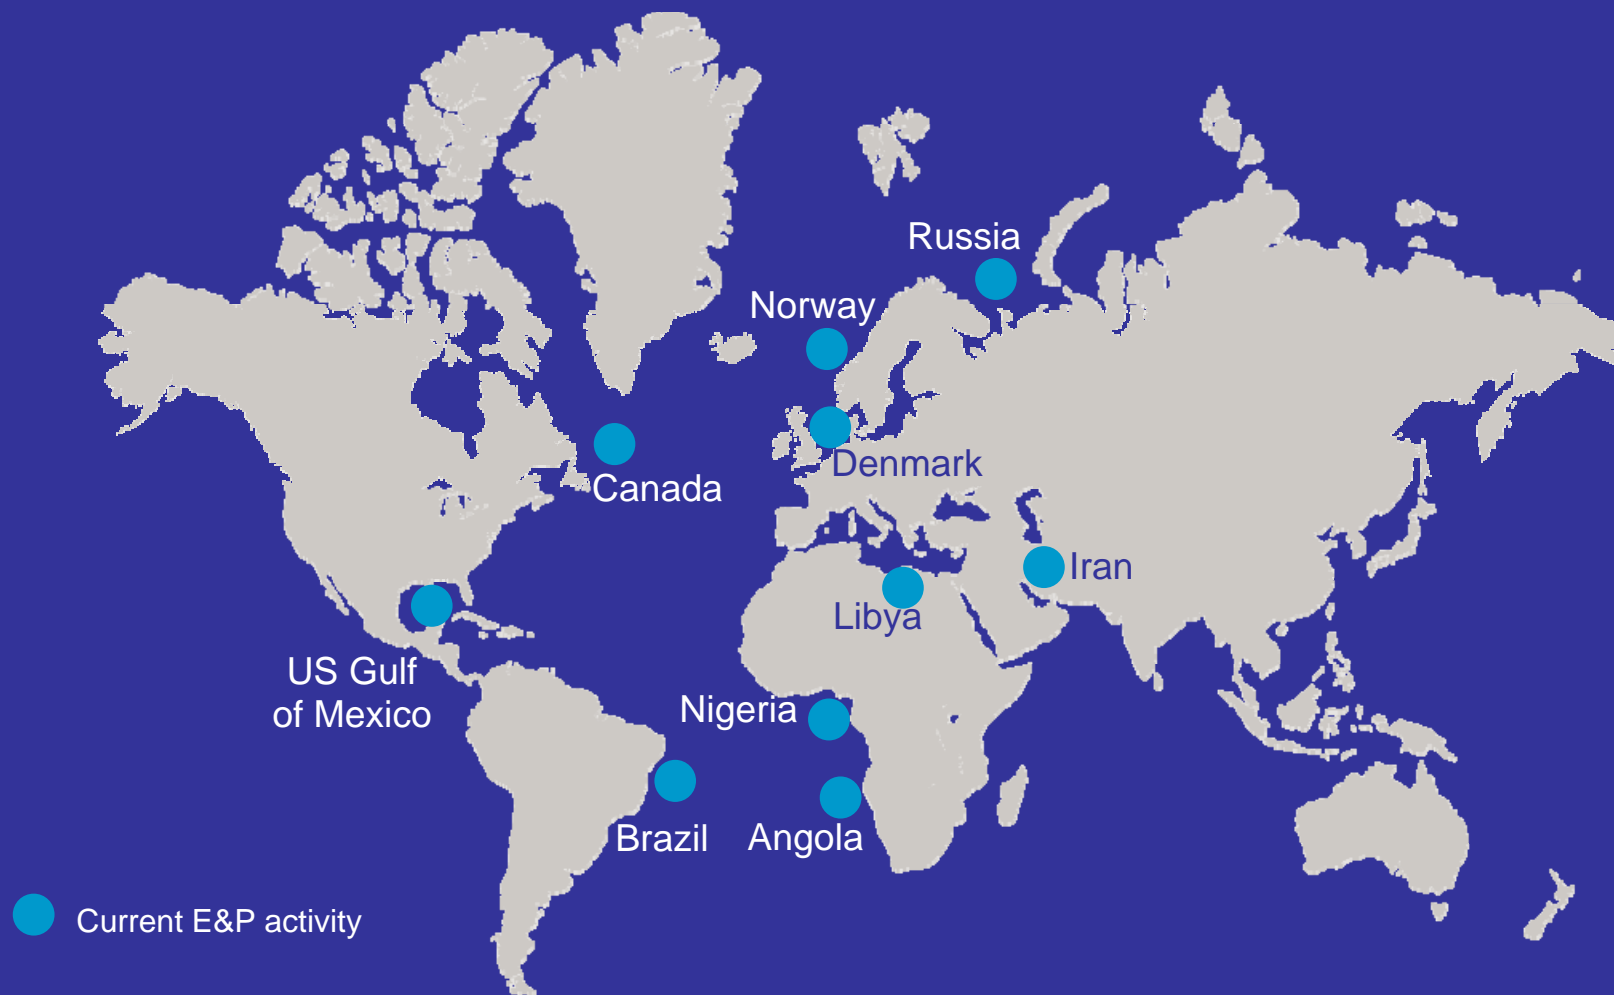 Russia
Norway
Denmark
Canada
Iran
Libya
US Gulf
of Mexico
Nigeria
Brazil
Angola
Current E&P activity